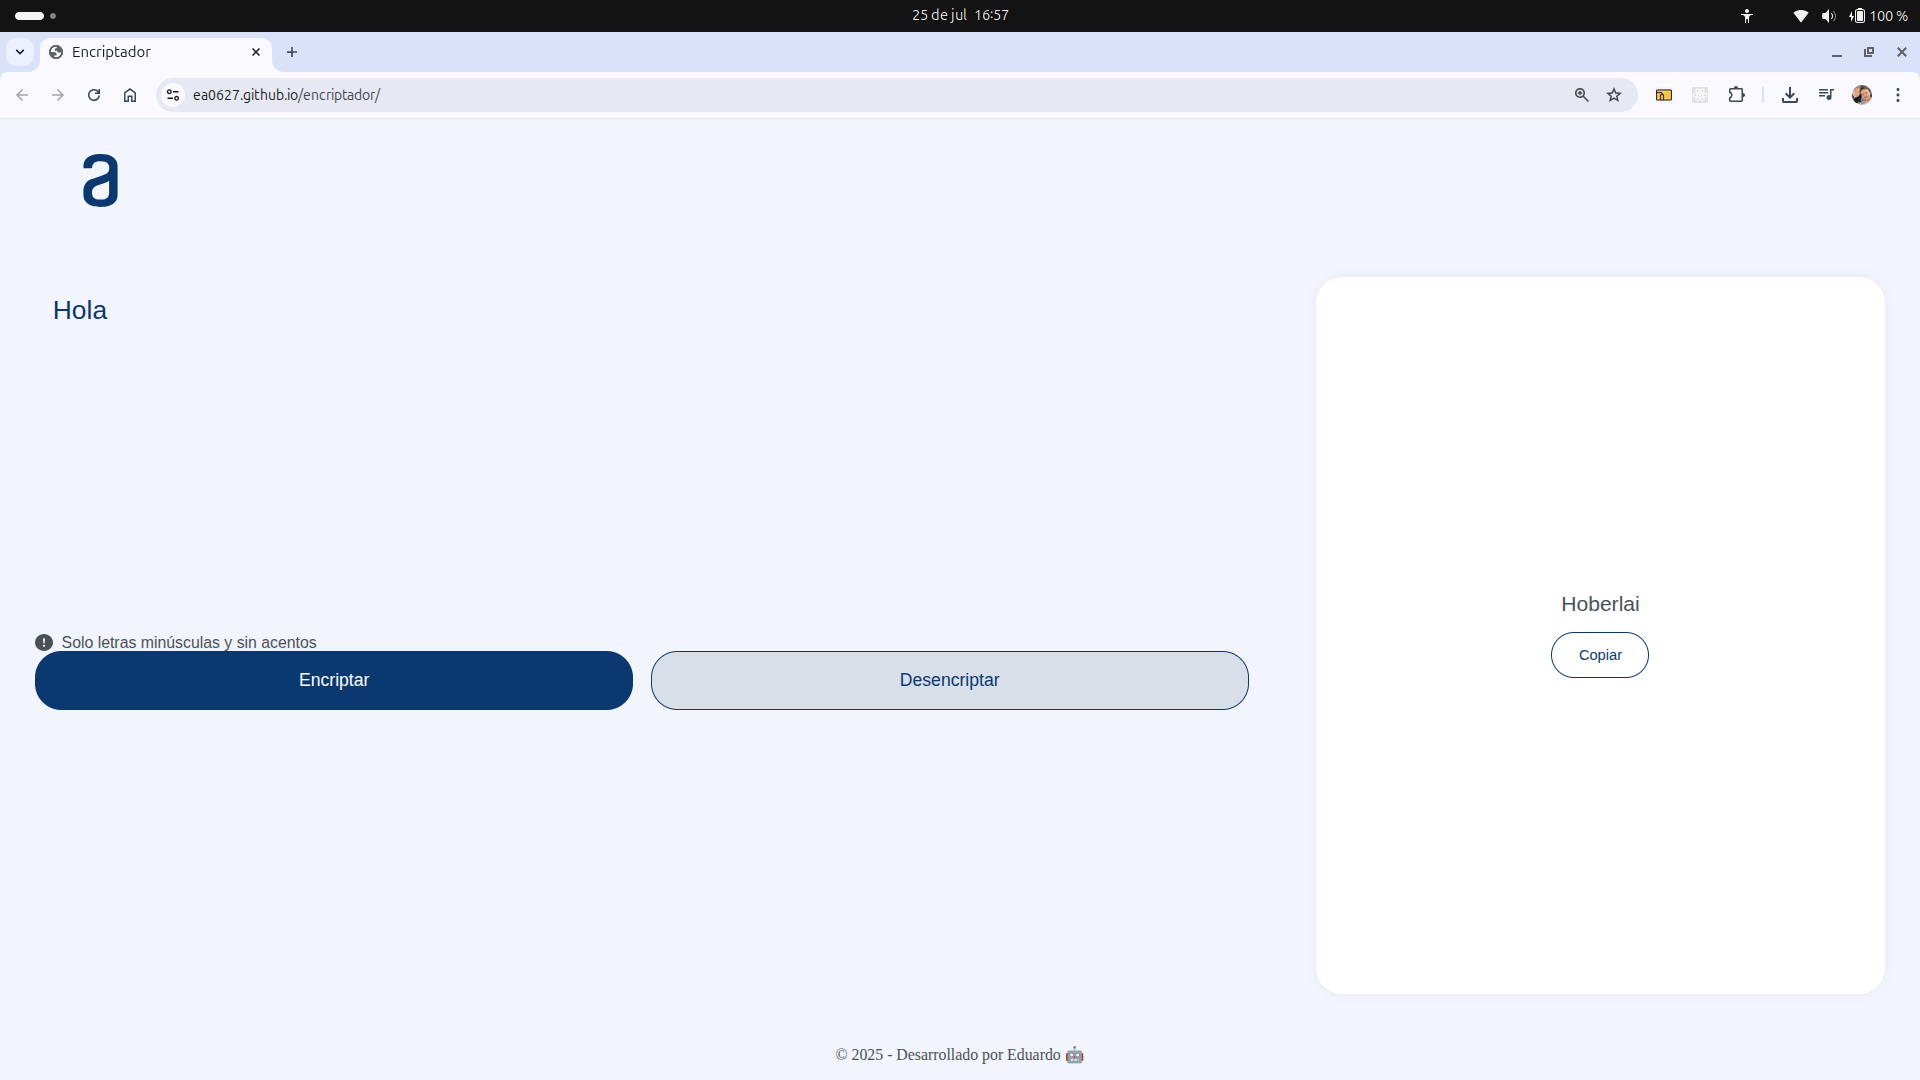 25 de jul 16:57
100 %
Encriptador
ea0627.github.io/encriptador/
a
Hola
Hoberlai
Copiar
Solo letras minúsculas y sin acentos
Encriptar
Desencriptar
© 2025 - Desarrollado por Eduardo 🤖